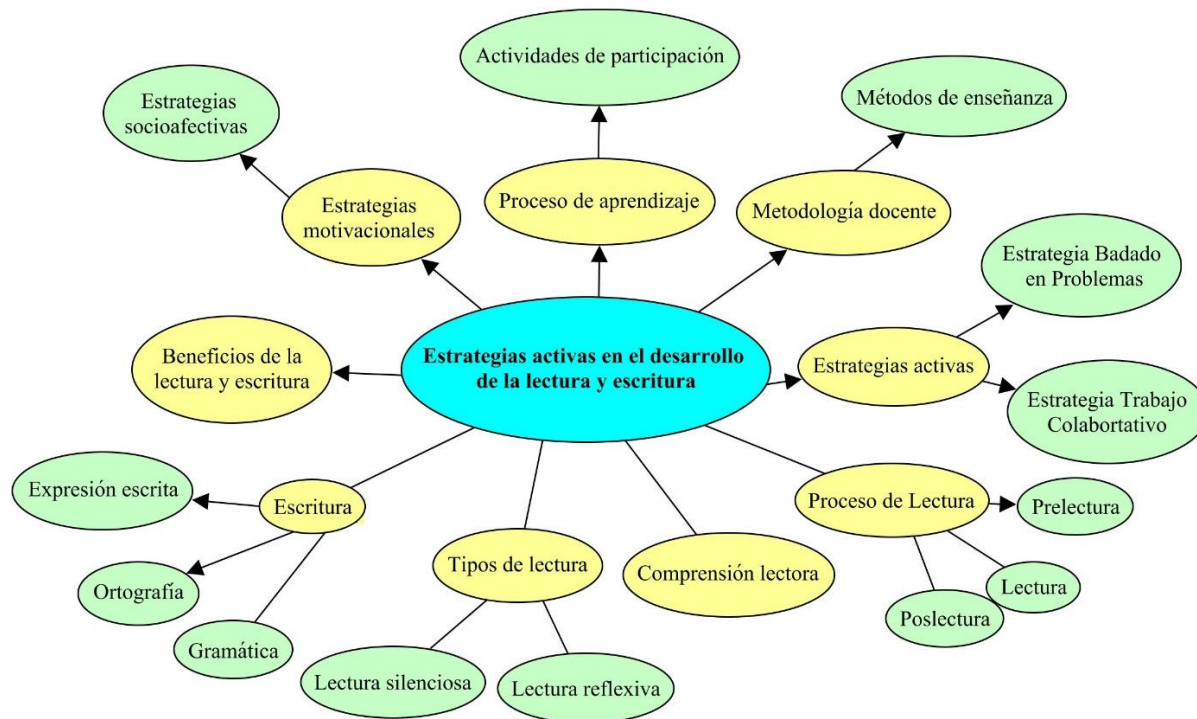 Actividades de participación
Métodos de enseñanza
Estrategias
socioafectivas
Estrategias
motivacionales
Proceso de aprendizaje
Metodología docente
Estrategia Badado
en Problemas
Beneficios de la
lectura y escritura
Estrategias activas en el desarrollo
de la lectura y escritura
Estrategias activas
Estrategia Trabajo
Colabortativo
Expresión escrita
Escritura
Proceso de Lectura
Prelectura
Tipos de lectura
Comprensión lectora
Ortografía
Lectura
Poslectura
Gramática
Lectura silenciosa
Lectura reflexiva